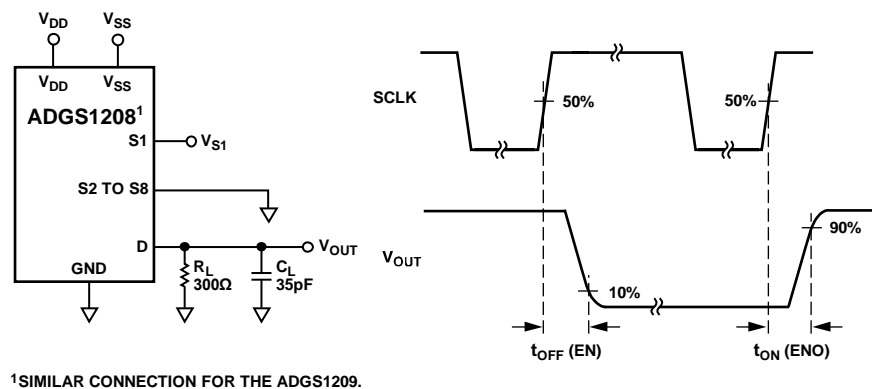 VDD VSS
VDD VSS
ADGS1208¹
S1 VS1
S2 TO S8
D VOUT
RL
300Ω
CL
35pF
GND
SCLK 50% 50%
VOUT 90%
10%
tOFF (EN) tON (ENO)
¹SIMILAR CONNECTION FOR THE ADGS1209.